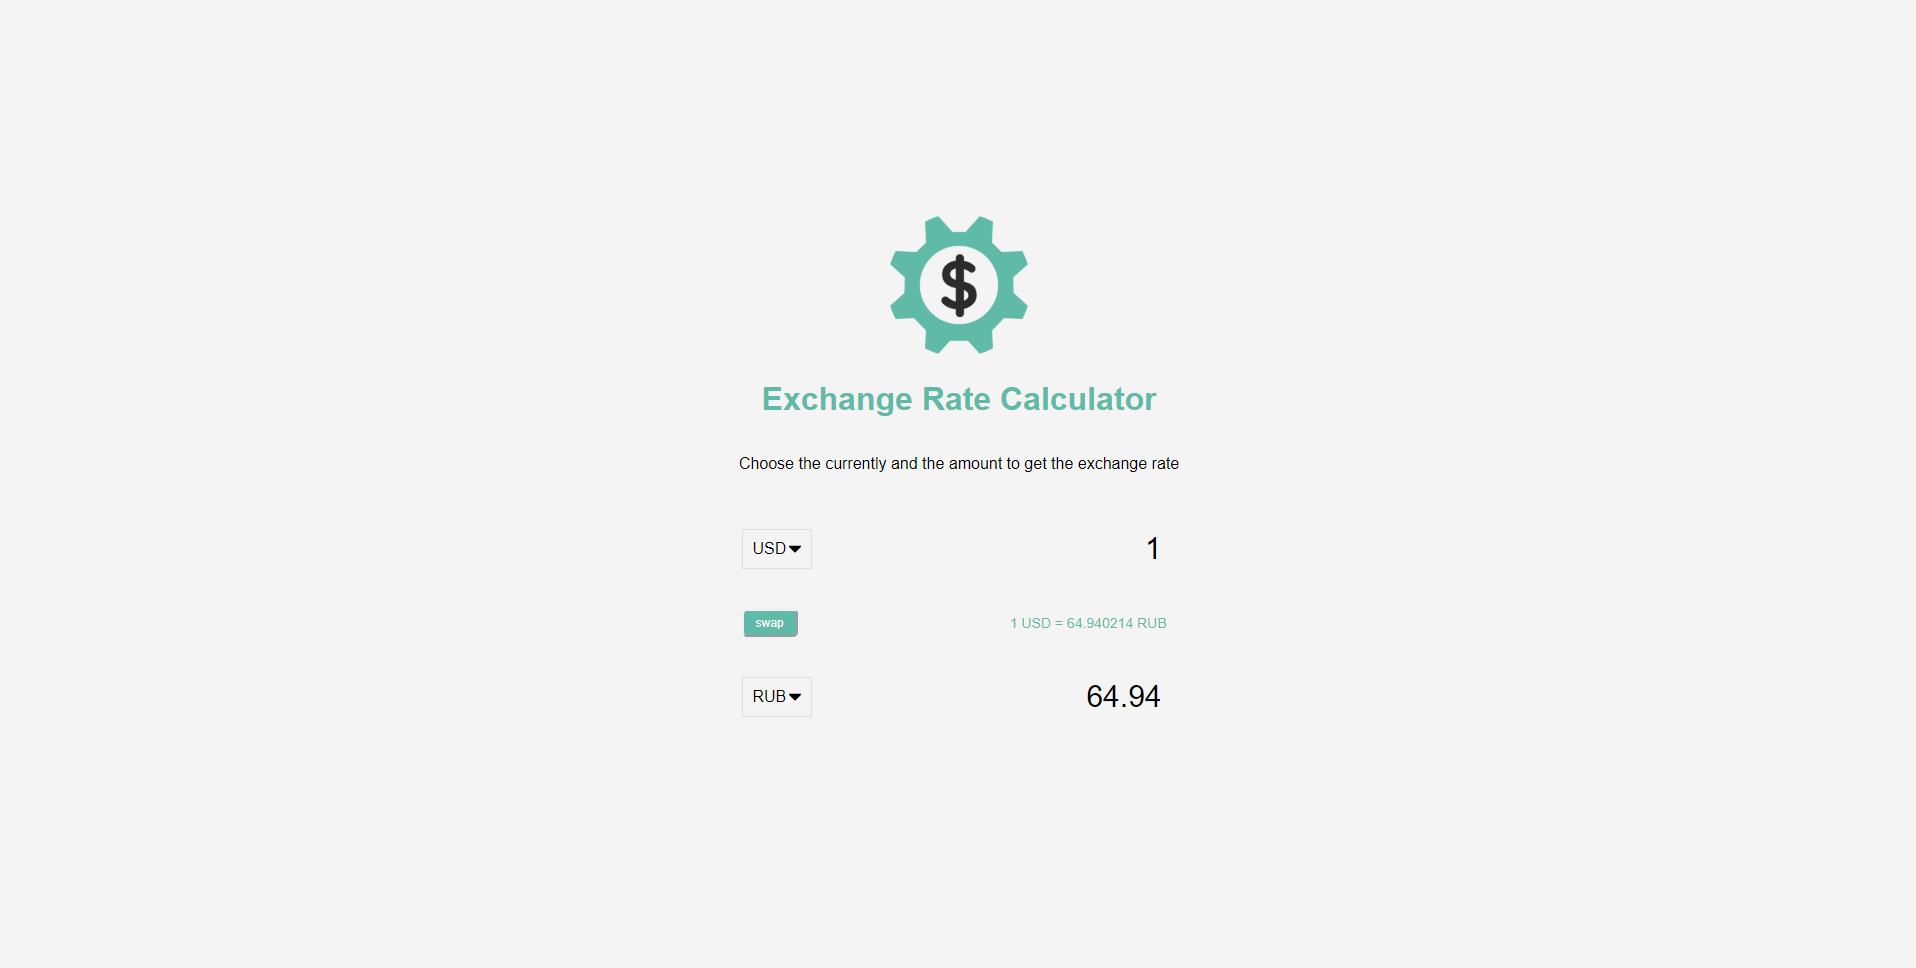 $
Exchange Rate Calculator
Choose the currently and the amount to get the exchange rate
USD 1
swap 1 USD = 64.940214 RUB
RUB 64.94